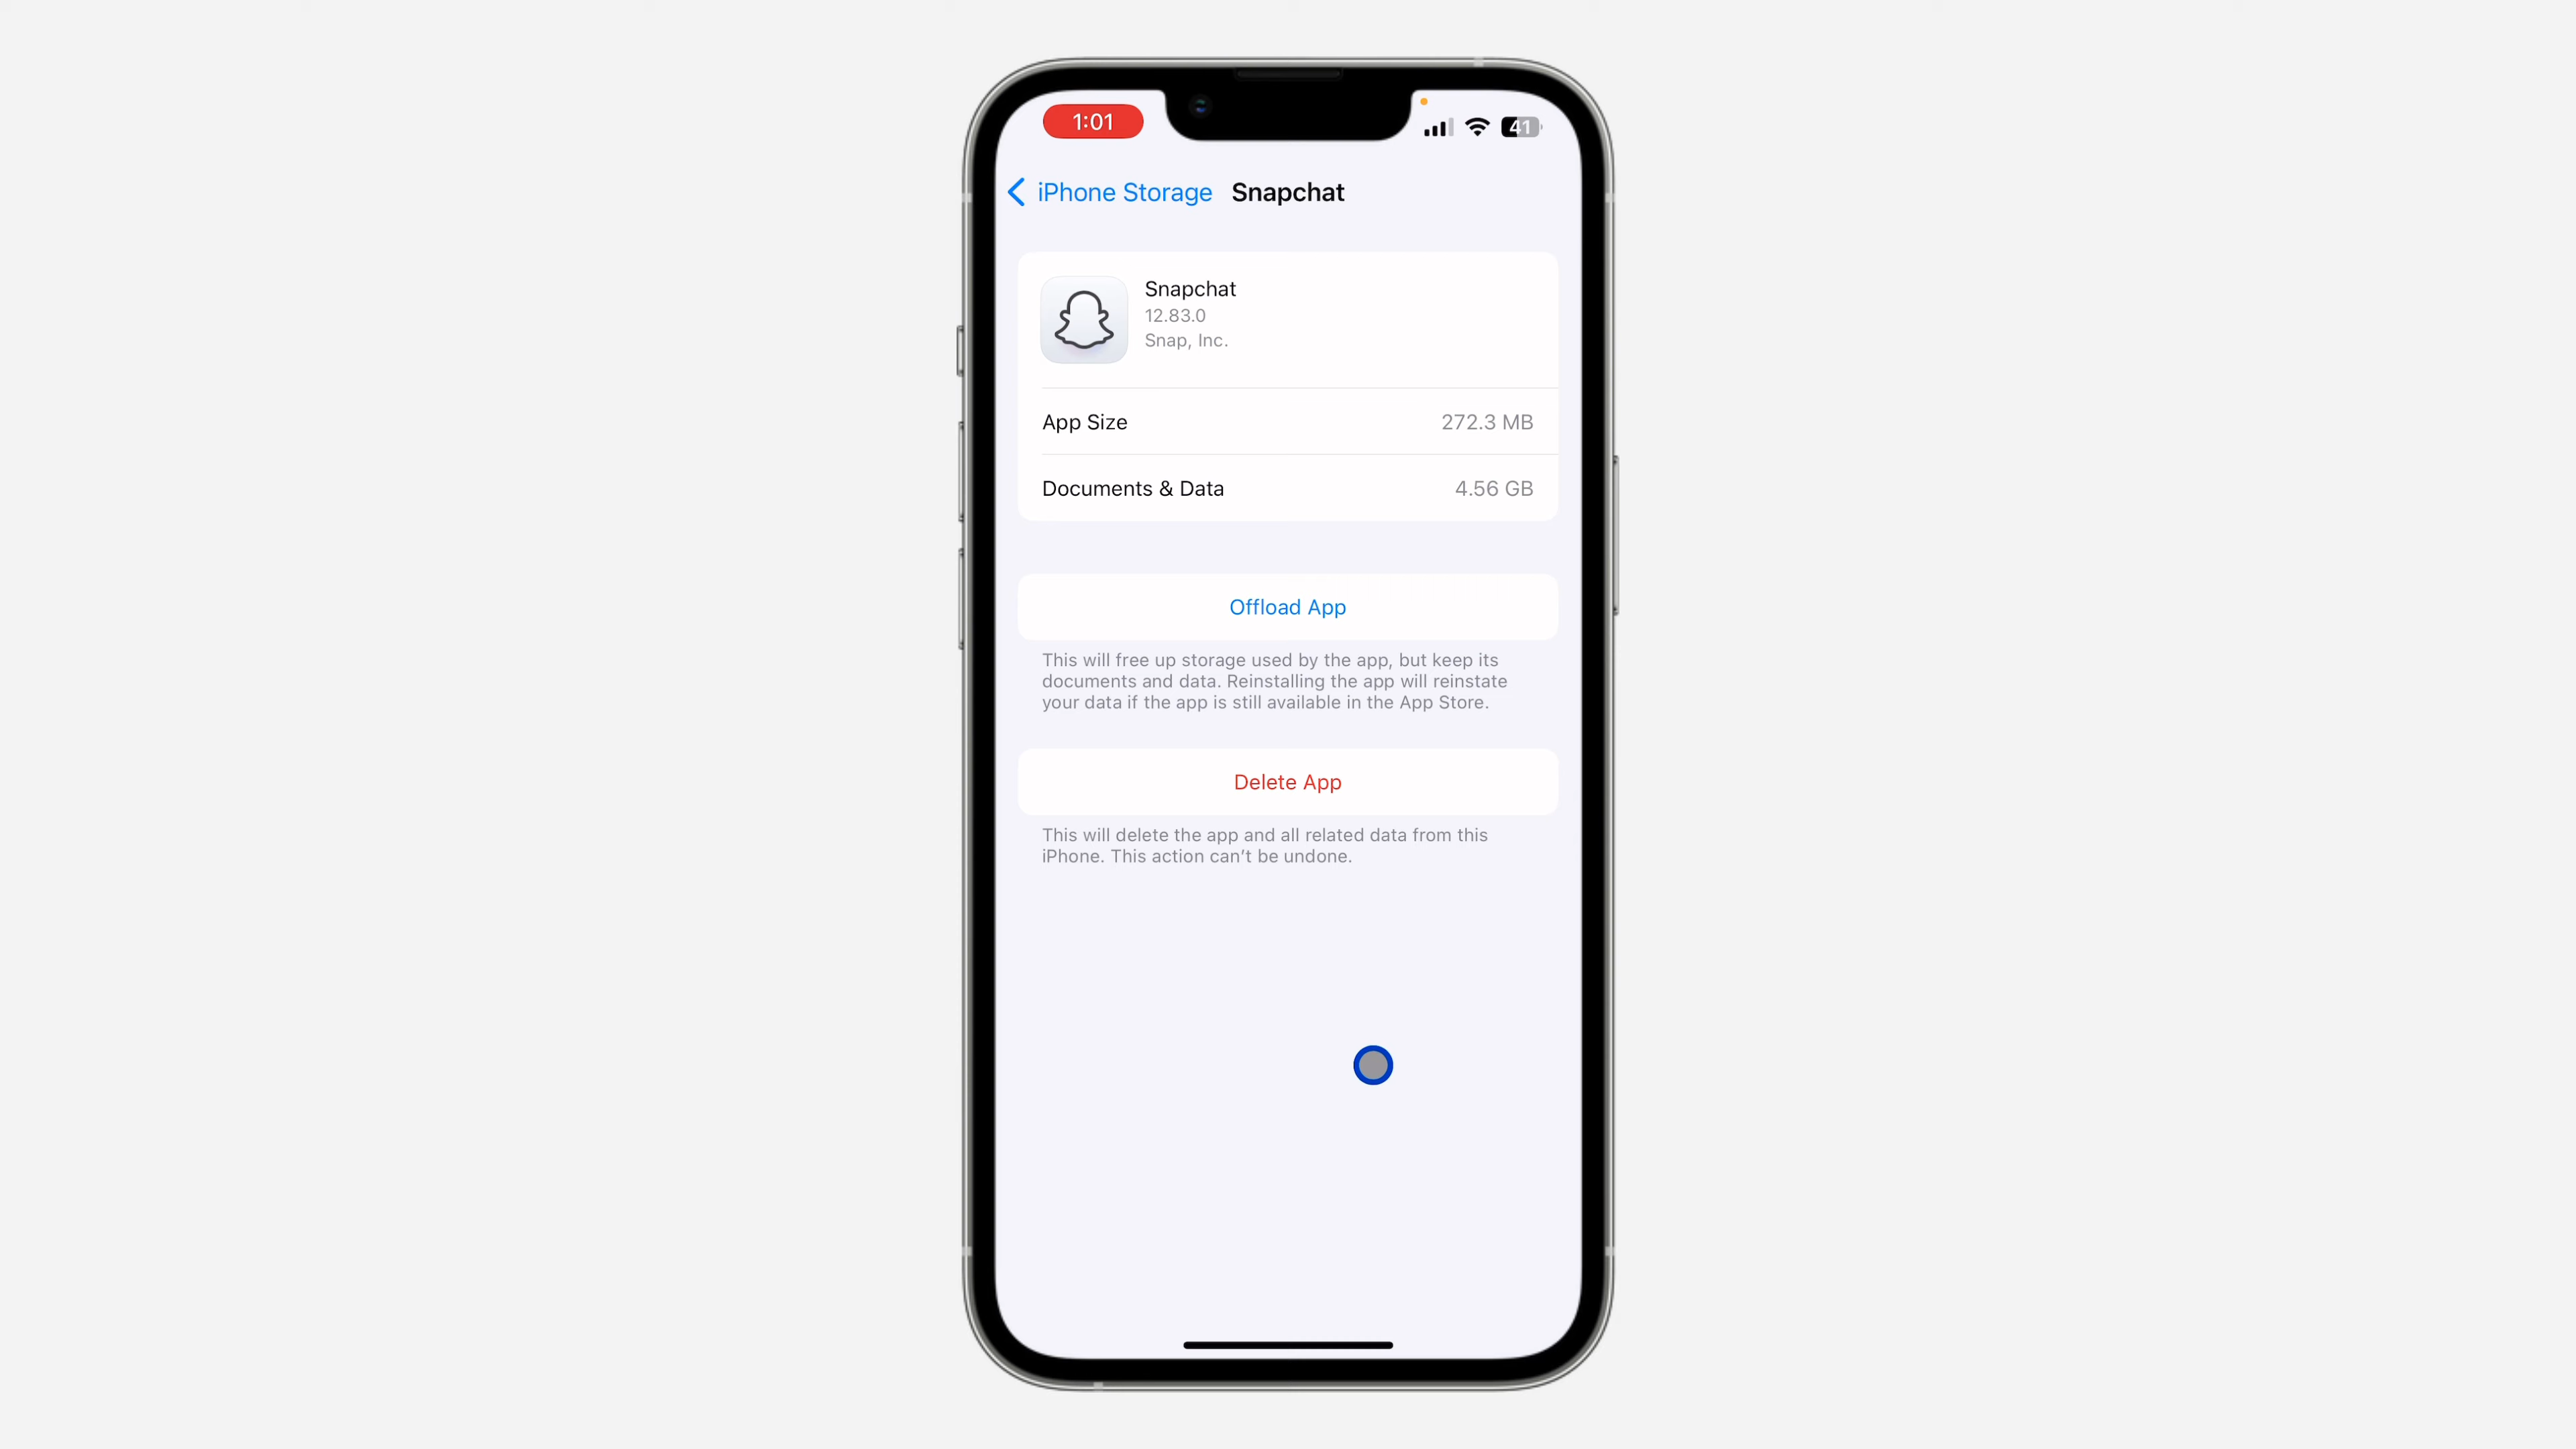 1:01
41
iPhone Storage Snapchat
Snapchat
12.83.0
Snap, Inc.
App Size 272.3 MB
Documents & Data 4.56 GB
Offload App
This will free up storage used by the app, but keep its
documents and data. Reinstalling the app will reinstate
your data if the app is still available in the App Store.
Delete App
This will delete the app and all related data from this
iPhone. This action can’t be undone.